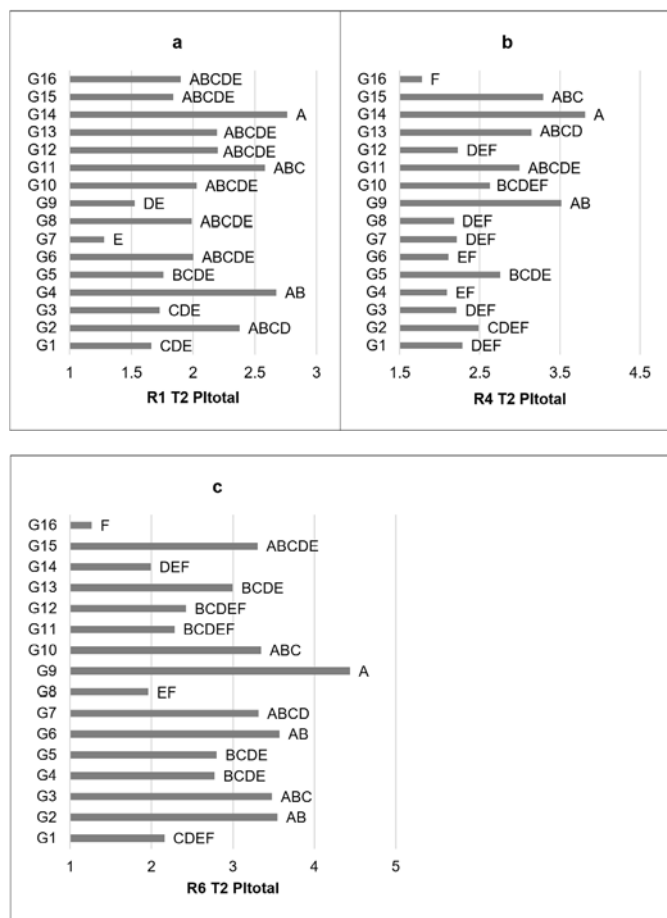 a
G16 ABCDE
G15 ABCDE
G14 A
G13 ABCDE
G12 ABCDE
G11 ABC
G10 ABCDE
G9 DE
G8 ABCDE
G7 E
G6 ABCDE
G5 BCDE
G4 AB
G3 CDE
G2 ABCD
G1 CDE
1 1.5 2 2.5 3
R1 T2 PItotal
b
G16 F
G15 ABC
G14 A
G13 ABCD
G12 DEF
G11 ABCDE
G10 BCDEF
G9 AB
G8 DEF
G7 DEF
G6 EF
G5 BCDE
G4 EF
G3 DEF
G2 CDEF
G1 DEF
1.5 2.5 3.5 4.5
R4 T2 PItotal
c
G16 F
G15 ABCDE
G14 DEF
G13 BCDE
G12 BCDEF
G11 BCDEF
G10 ABC
G9 A
G8 EF
G7 ABCD
G6 AB
G5 BCDE
G4 BCDE
G3 ABC
G2 AB
G1 CDEF
1 2 3 4 5
R6 T2 PItotal